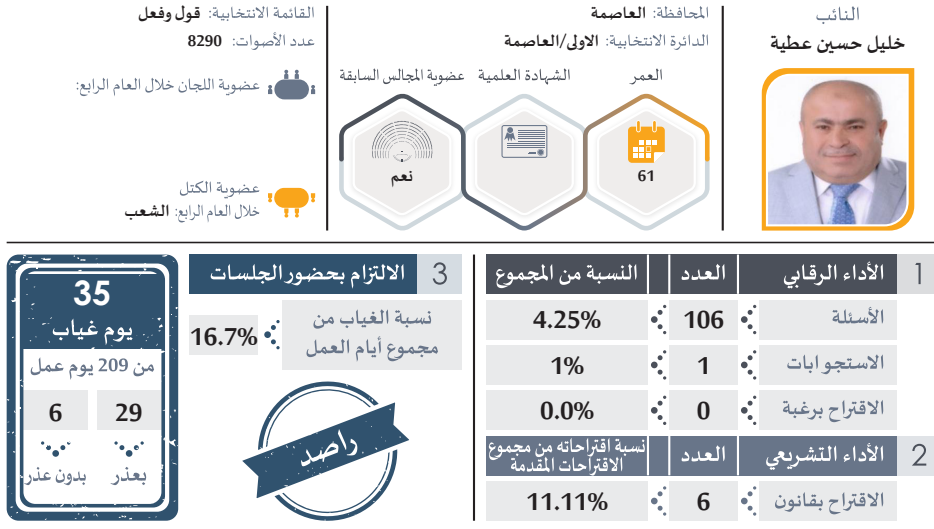 النائب
خليل حسين عطية
المحافظة: العاصمة
الدائرة الانتخابية: الاولى/العاصمة
العمر
61
الشهادة العلمية
عضوية المجالس السابقة
نعم
القائمة الانتخابية: قول وفعل
عدد الأصوات: 8290
عضوية اللجان خلال العام الرابع:
عضوية الكتل
خلال العام الرابع: الشعب
1 الأداء الرقابي العدد النسبة من المجموع
الأسئلة 106 4.25%
الاستجوابات 1 1%
الاقتراح برغبة 0 0.0%
2 الأداء التشريعي العدد نسبة اقتراحاته من مجموع
الاقتراحات المقدمة
الاقتراح بقانون 6 11.11%
3 الالتزام بحضور الجلسات
نسبة الغياب من
مجموع أيام العمل
16.7%
راصد
35
يوم غياب
من 209 يوم عمل
29 6
بعذر بدون عذر